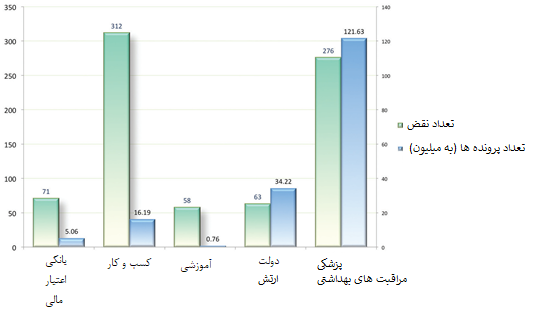 350
300
250
200
150
100
50
0
140
120
100
80
60
40
20
0
71
5.06
312
16.19
58
0.76
63
34.22
276
121.63
بانکی
اعتبار
مالی
کسب و کار
آموزشی
دولت
ارتش
پزشکی
مراقبت های بهداشتی
تعداد نقض
تعداد پرونده ها (به میلیون)